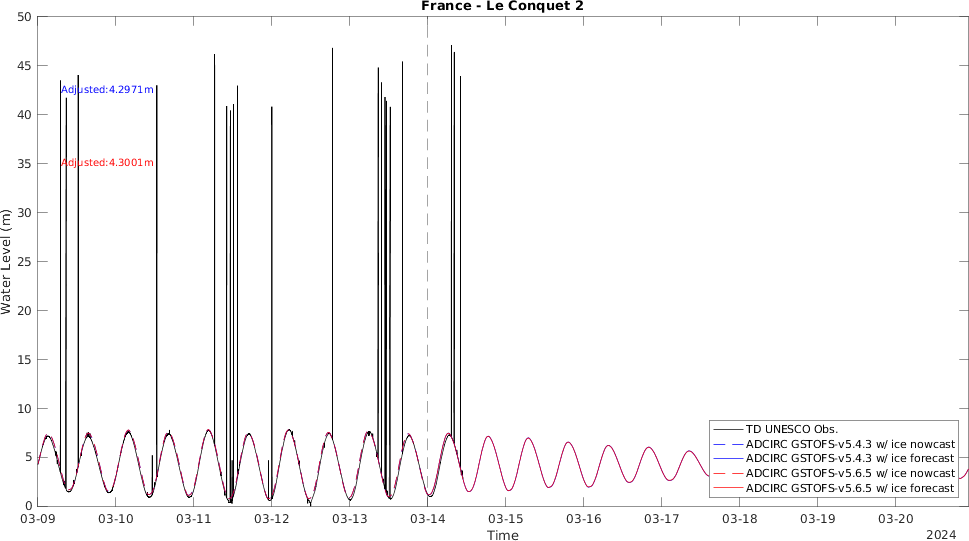 France - Le Conquet 2
50
45
40
35
30
25
20
15
10
5
0
Water Level (m)
Adjusted:4.2971m
Adjusted:4.3001m
TD UNESCO Obs.
ADCIRC GSTOFS-v5.4.3 w/ ice nowcast
ADCIRC GSTOFS-v5.4.3 w/ ice forecast
ADCIRC GSTOFS-v5.6.5 w/ ice nowcast
ADCIRC GSTOFS-v5.6.5 w/ ice forecast
03-09 03-10 03-11 03-12 03-13 03-14 03-15 03-16 03-17 03-18 03-19 03-20
Time
2024